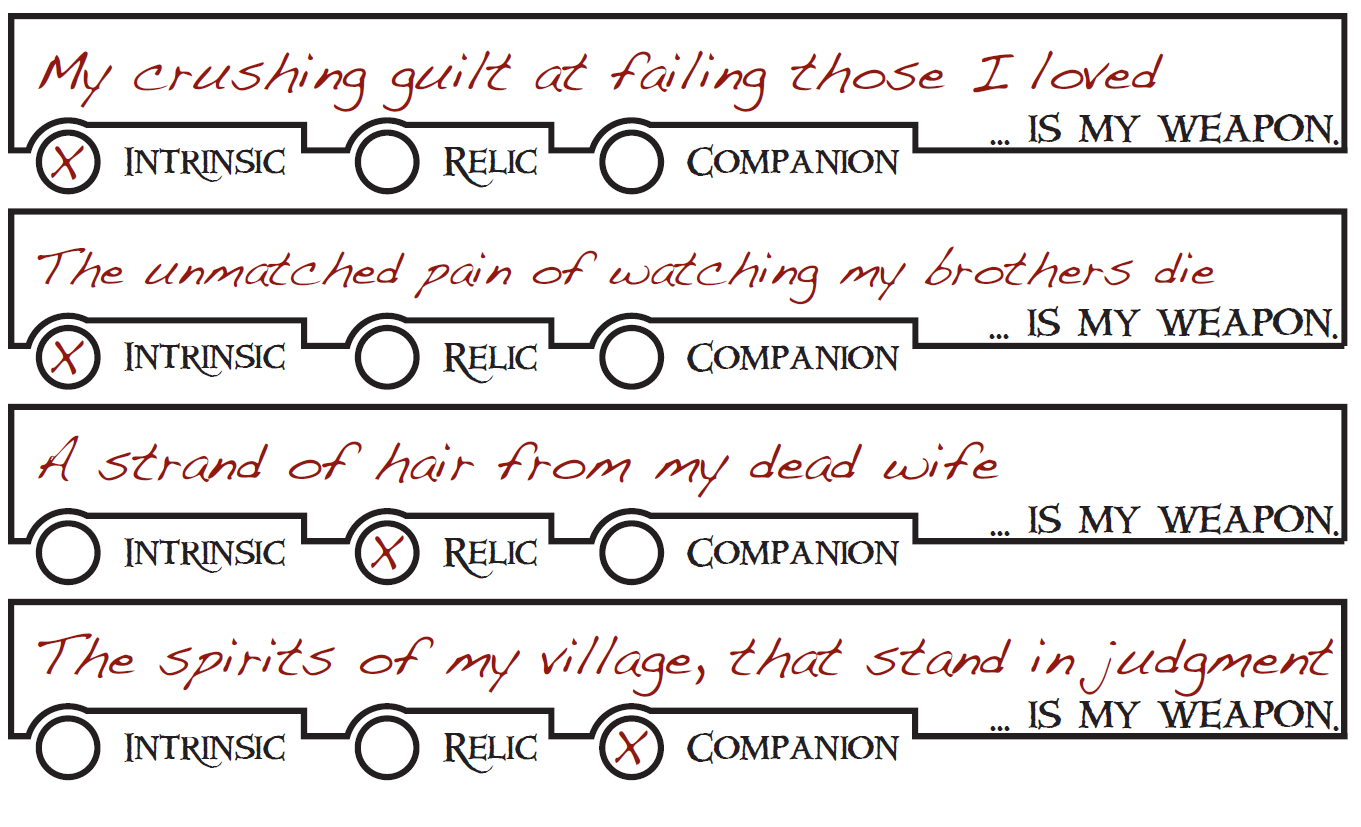 My crushing guilt at failing those I loved
... IS MY WEAPON.
X INTRINSIC RELIC COMPANION
The unmatched pain of watching my brothers die
... IS MY WEAPON.
X INTRINSIC RELIC COMPANION
A strand of hair from my dead wife
... IS MY WEAPON.
INTRINSIC X RELIC COMPANION
The spirits of my village, that stand in judgment
... IS MY WEAPON.
INTRINSIC RELIC X COMPANION